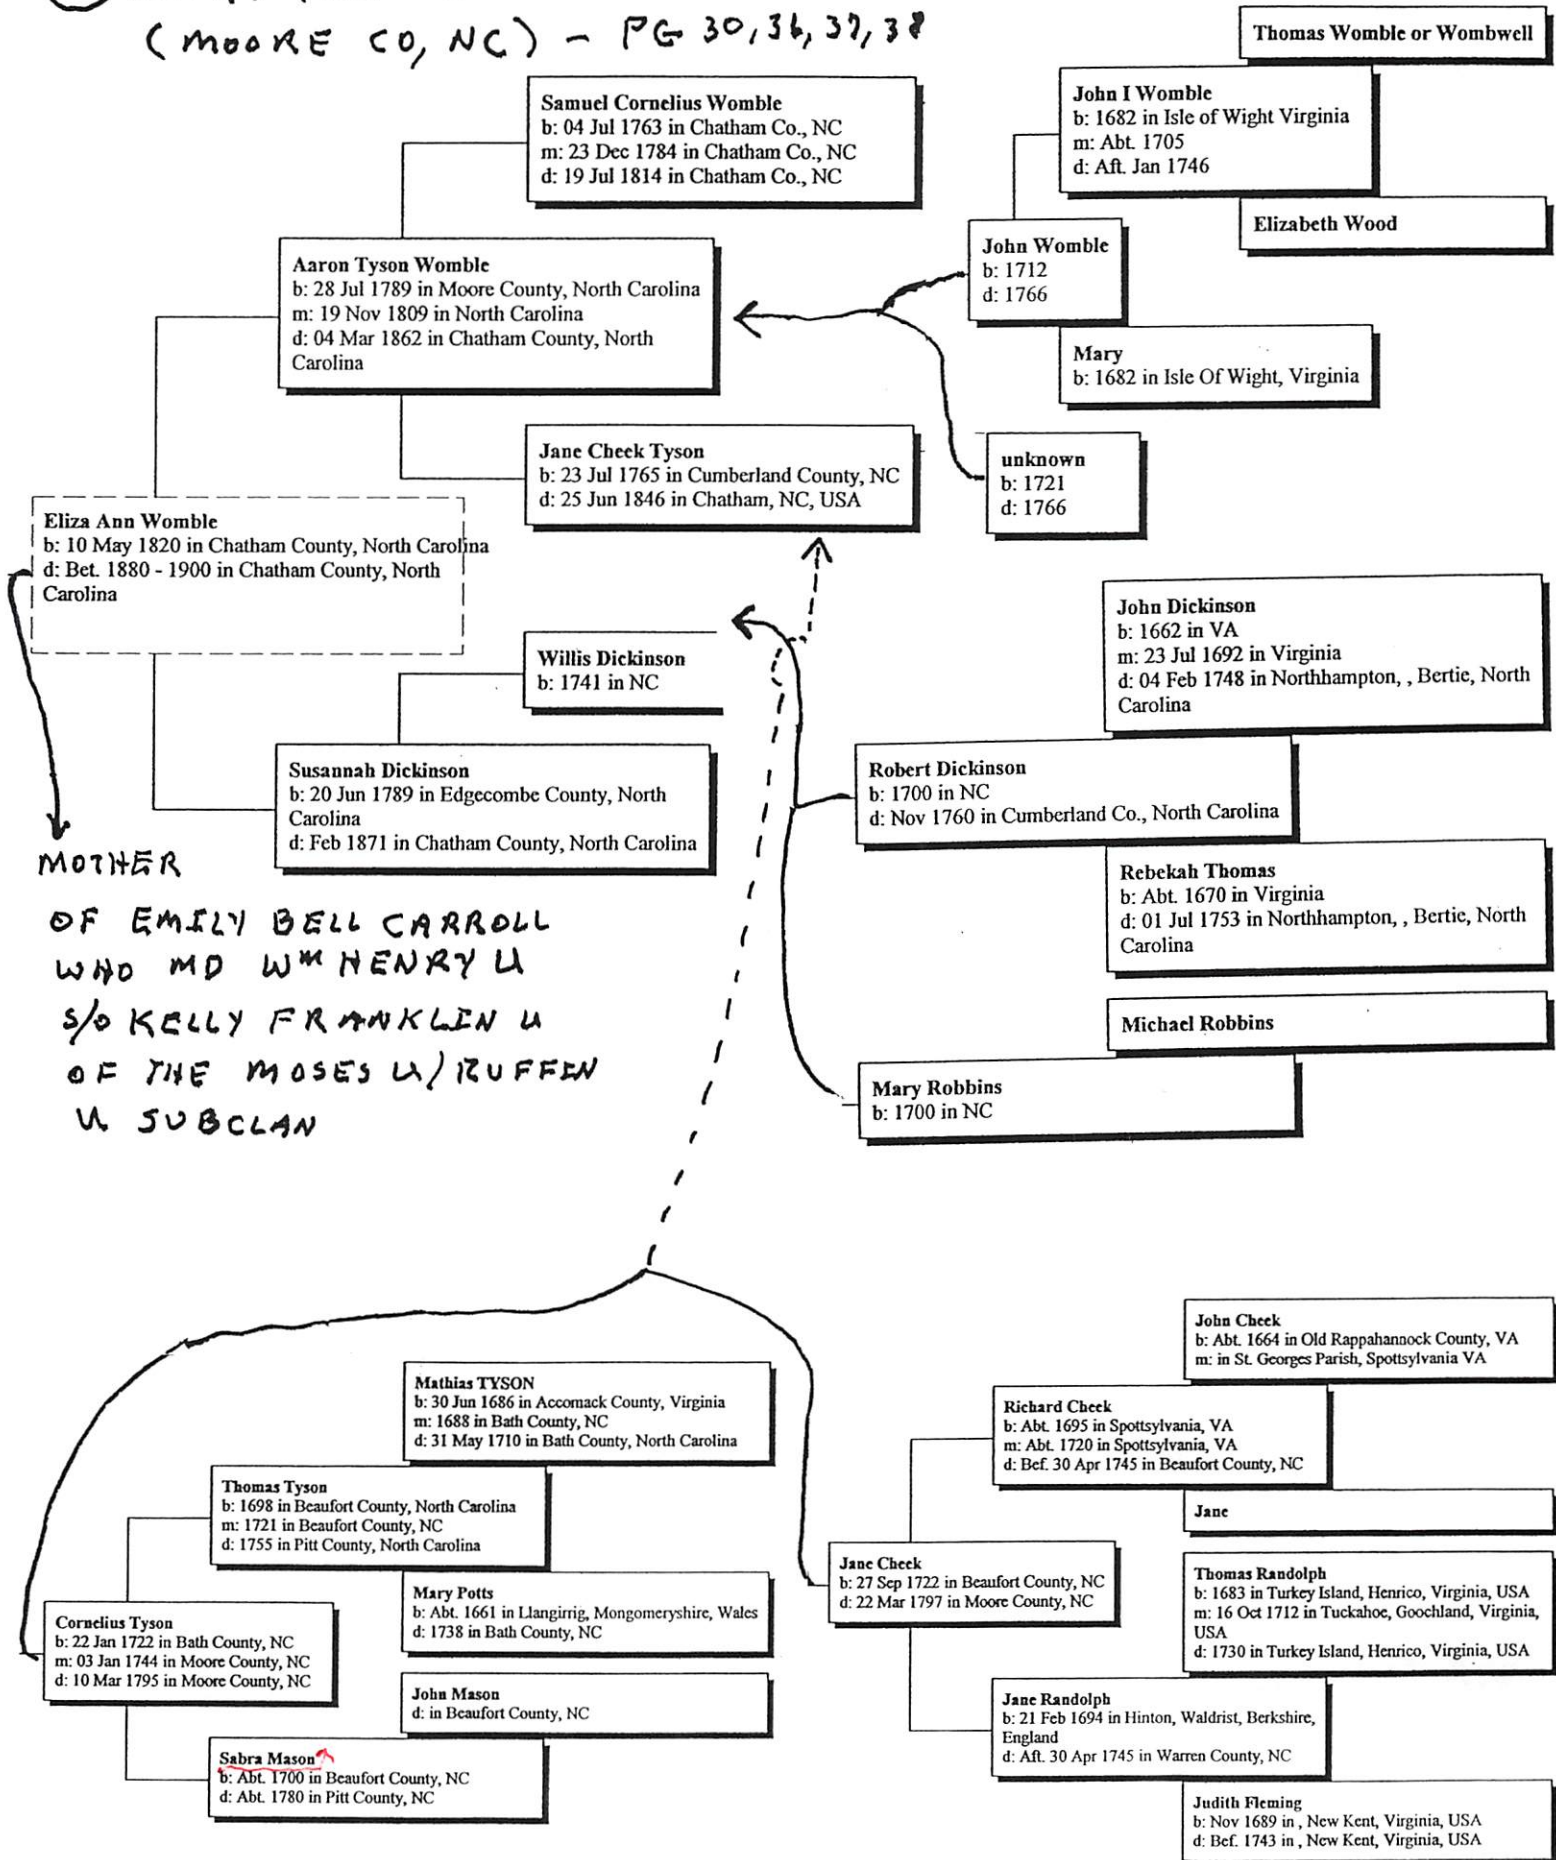 (MOORE CO, NC) - PG 30, 36, 37, 38
Thomas Womble or Wombwell
Samuel Cornelius Womble
b: 04 Jul 1763 in Chatham Co., NC
m: 23 Dec 1784 in Chatham Co., NC
d: 19 Jul 1814 in Chatham Co., NC
John I Womble
b: 1682 in Isle of Wight Virginia
m: Abt. 1705
d: Aft. Jan 1746
Elizabeth Wood
Aaron Tyson Womble
b: 28 Jul 1789 in Moore County, North Carolina
m: 19 Nov 1809 in North Carolina
d: 04 Mar 1862 in Chatham County, North
Carolina
John Womble
b: 1712
d: 1766
Mary
b: 1682 in Isle Of Wight, Virginia
Jane Cheek Tyson
b: 23 Jul 1765 in Cumberland County, NC
d: 25 Jun 1846 in Chatham, NC, USA
unknown
b: 1721
d: 1766
Eliza Ann Womble
b: 10 May 1820 in Chatham County, North Carolina
d: Bet. 1880 - 1900 in Chatham County, North
Carolina
John Dickinson
b: 1662 in VA
m: 23 Jul 1692 in Virginia
d: 04 Feb 1748 in Northhampton, , Bertie, North
Carolina
Willis Dickinson
b: 1741 in NC
Susannah Dickinson
b: 20 Jun 1789 in Edgecombe County, North
Carolina
d: Feb 1871 in Chatham County, North Carolina
Robert Dickinson
b: 1700 in NC
d: Nov 1760 in Cumberland Co., North Carolina
Rebekah Thomas
b: Abt. 1670 in Virginia
d: 01 Jul 1753 in Northhampton, , Bertie, North
Carolina
MOTHER
OF EMILY BELL CARROLL
WHO MD Wm HENRY U
S/O KELLY FRANKLIN U
OF THE MOSES U/RUFFIN
U SUBCLAN
Michael Robbins
Mary Robbins
b: 1700 in NC
John Cheek
b: Abt. 1664 in Old Rappahannock County, VA
m: in St. Georges Parish, Spottsylvania VA
Mathias TYSON
b: 30 Jun 1686 in Accomack County, Virginia
m: 1688 in Bath County, NC
d: 31 May 1710 in Bath County, North Carolina
Richard Cheek
b: Abt. 1695 in Spottsylvania, VA
m: Abt. 1720 in Spottsylvania, VA
d: Bef. 30 Apr 1745 in Beaufort County, NC
Thomas Tyson
b: 1698 in Beaufort County, North Carolina
m: 1721 in Beaufort County, NC
d: 1755 in Pitt County, North Carolina
Jane
Jane Cheek
b: 27 Sep 1722 in Beaufort County, NC
d: 22 Mar 1797 in Moore County, NC
Thomas Randolph
b: 1683 in Turkey Island, Henrico, Virginia, USA
m: 16 Oct 1712 in Tuckahoe, Goochland, Virginia,
USA
d: 1730 in Turkey Island, Henrico, Virginia, USA
Mary Potts
b: Abt. 1661 in Llangirrig, Mongomeryshire, Wales
d: 1738 in Bath County, NC
Cornelius Tyson
b: 22 Jan 1722 in Bath County, NC
m: 03 Jan 1744 in Moore County, NC
d: 10 Mar 1795 in Moore County, NC
John Mason
d: in Beaufort County, NC
Jane Randolph
b: 21 Feb 1694 in Hinton, Waldrist, Berkshire,
England
d: Aft. 30 Apr 1745 in Warren County, NC
Sabra Mason
b: Abt. 1700 in Beaufort County, NC
d: Abt. 1780 in Pitt County, NC
Judith Fleming
b: Nov 1689 in , New Kent, Virginia, USA
d: Bef. 1743 in , New Kent, Virginia, USA